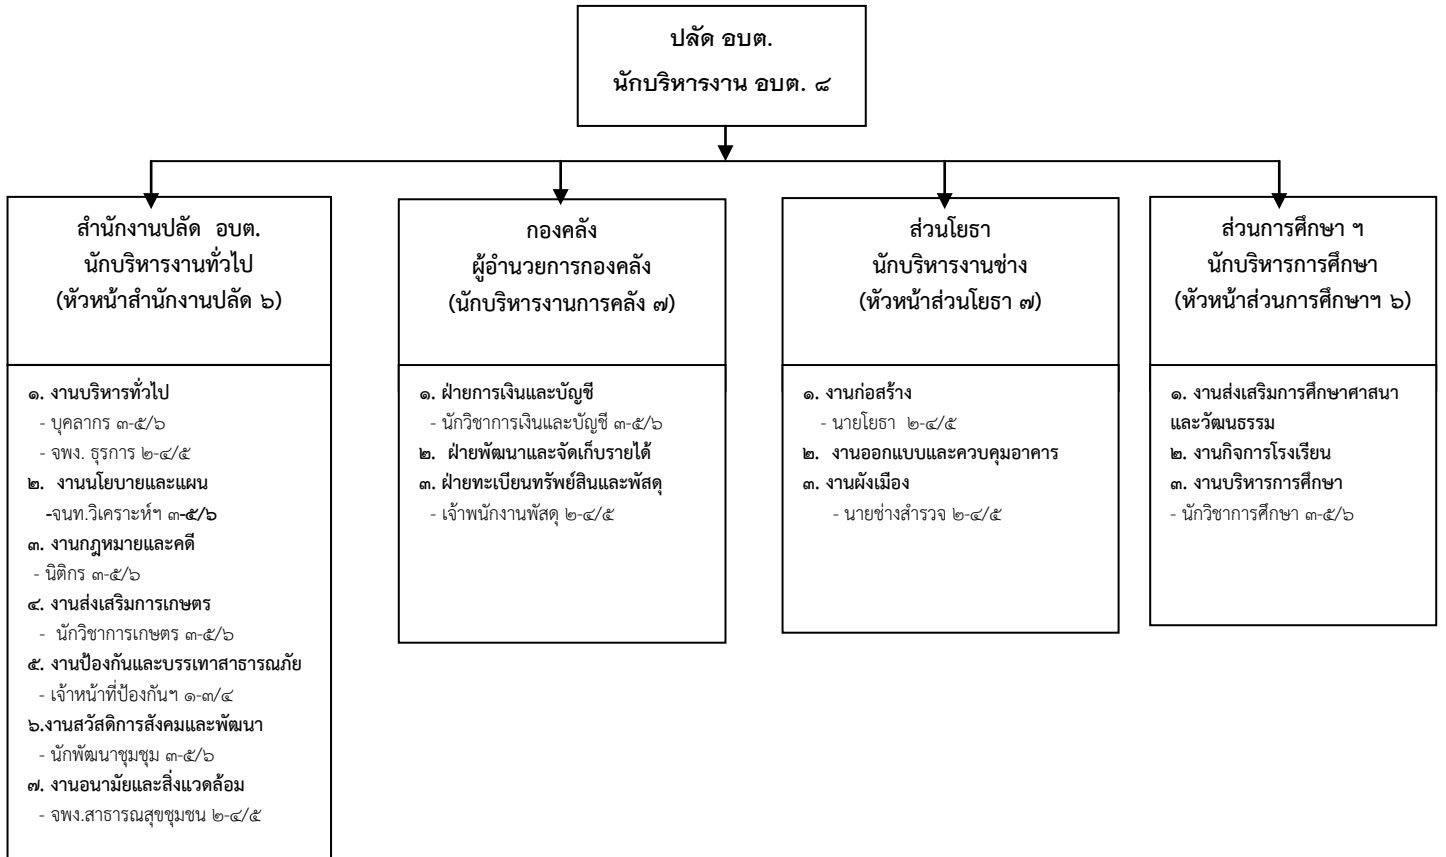 ปลัด อบต.
นักบริหารงาน อบต. ๘
สำนักงานปลัด อบต.
นักบริหารงานทั่วไป
(หัวหน้าสำนักงานปลัด ๖)
๑. งานบริหารทั่วไป
- บุคลากร ๓-๕/๖
- จพง. ธุรการ ๒-๔/๕
๒. งานนโยบายและแผน
-จนท.วิเคราะห์ฯ ๓-๕/๖
๓. งานกฎหมายและคดี
- นิติกร ๓-๕/๖
๔. งานส่งเสริมการเกษตร
- นักวิชาการเกษตร ๓-๕/๖
๕. งานป้องกันและบรรเทาสาธารณภัย
- เจ้าหน้าที่ป้องกันฯ ๑-๓/๔
๖.งานสวัสดิการสังคมและพัฒนา
- นักพัฒนาชุมชุม ๓-๕/๖
๗. งานอนามัยและสิ่งแวดล้อม
- จพง.สาธารณสุขชุมชน ๒-๔/๕
กองคลัง
ผู้อำนวยการกองคลัง
(นักบริหารงานการคลัง ๗)
๑. ฝ่ายการเงินและบัญชี
- นักวิชาการเงินและบัญชี ๓-๕/๖
๒. ฝ่ายพัฒนาและจัดเก็บรายได้
๓. ฝ่ายทะเบียนทรัพย์สินและพัสดุ
- เจ้าพนักงานพัสดุ ๒-๔/๕
ส่วนโยธา
นักบริหารงานช่าง
(หัวหน้าส่วนโยธา ๗)
๑. งานก่อสร้าง
- นายโยธา ๒-๔/๕
๒. งานออกแบบและควบคุมอาคาร
๓. งานผังเมือง
- นายช่างสำรวจ ๒-๔/๕
ส่วนการศึกษา ฯ
นักบริหารการศึกษา
(หัวหน้าส่วนการศึกษาฯ ๖)
๑. งานส่งเสริมการศึกษาศาสนา
และวัฒนธรรม
๒. งานกิจการโรงเรียน
๓. งานบริหารการศึกษา
- นักวิชาการศึกษา ๓-๕/๖